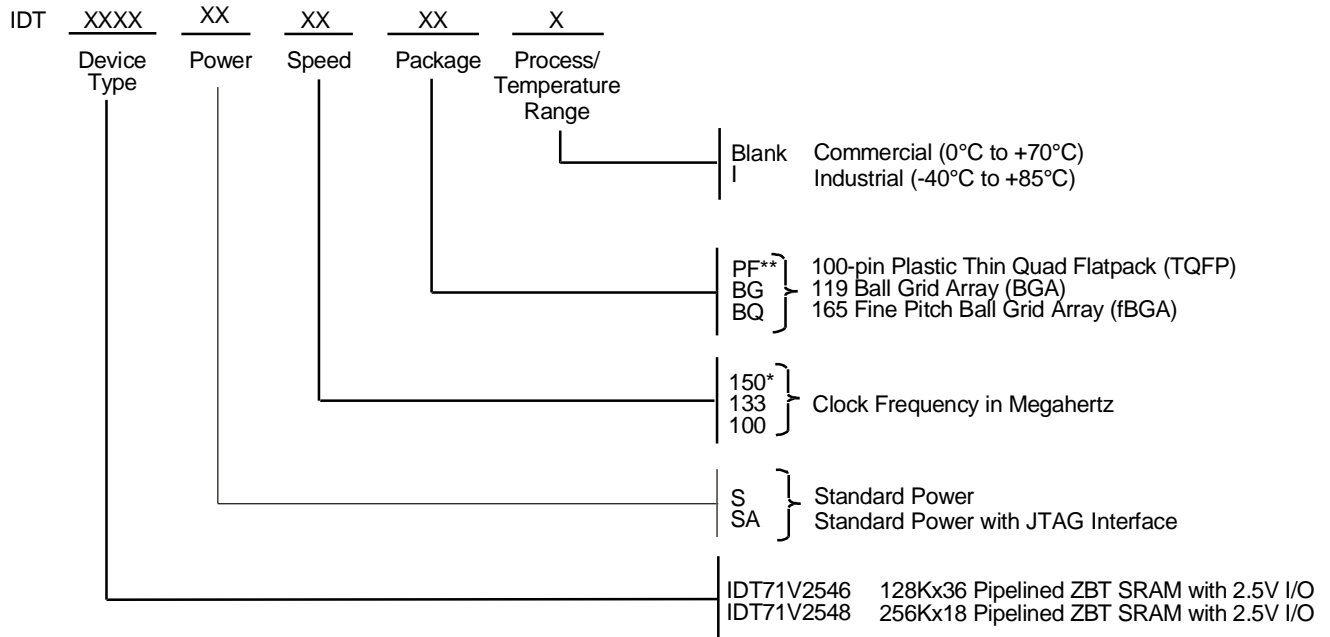 IDT XXXX XX XX XX X
Device Type Power Speed Package Process/ Temperature Range
Blank Commercial (0°C to +70°C)
I Industrial (-40°C to +85°C)
PF** 100-pin Plastic Thin Quad Flatpack (TQFP)
BG 119 Ball Grid Array (BGA)
BQ 165 Fine Pitch Ball Grid Array (fBGA)
150*
133 Clock Frequency in Megahertz
100
S Standard Power
SA Standard Power with JTAG Interface
IDT71V2546 128Kx36 Pipelined ZBT SRAM with 2.5V I/O
IDT71V2548 256Kx18 Pipelined ZBT SRAM with 2.5V I/O